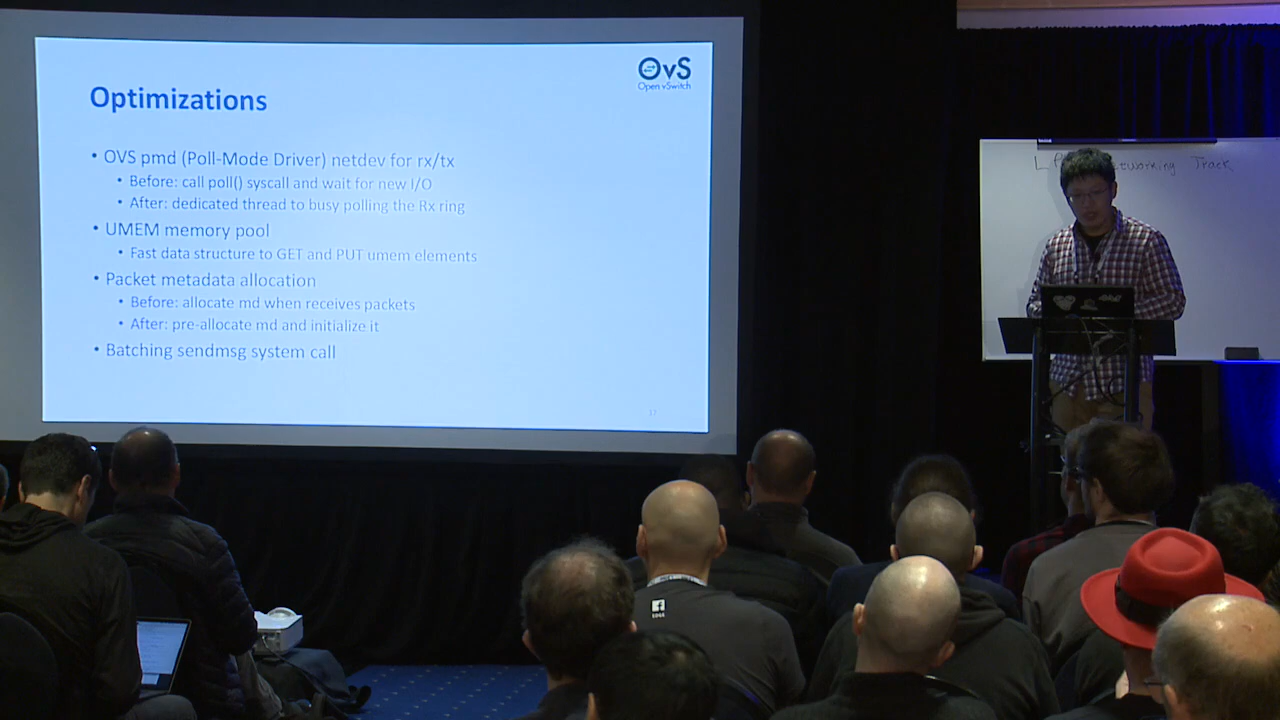 OvS
Open vSwitch
Optimizations
• OVS pmd (Poll-Mode Driver) netdev for rx/tx
• Before: call poll() syscall and wait for new I/O
• After: dedicated thread to busy polling the Rx ring
• UMEM memory pool
• Fast data structure to GET and PUT umem elements
• Packet metadata allocation
• Before: allocate md when receives packets
• After: pre-allocate md and initialize it
• Batching sendmsg system call
17
Networking Track